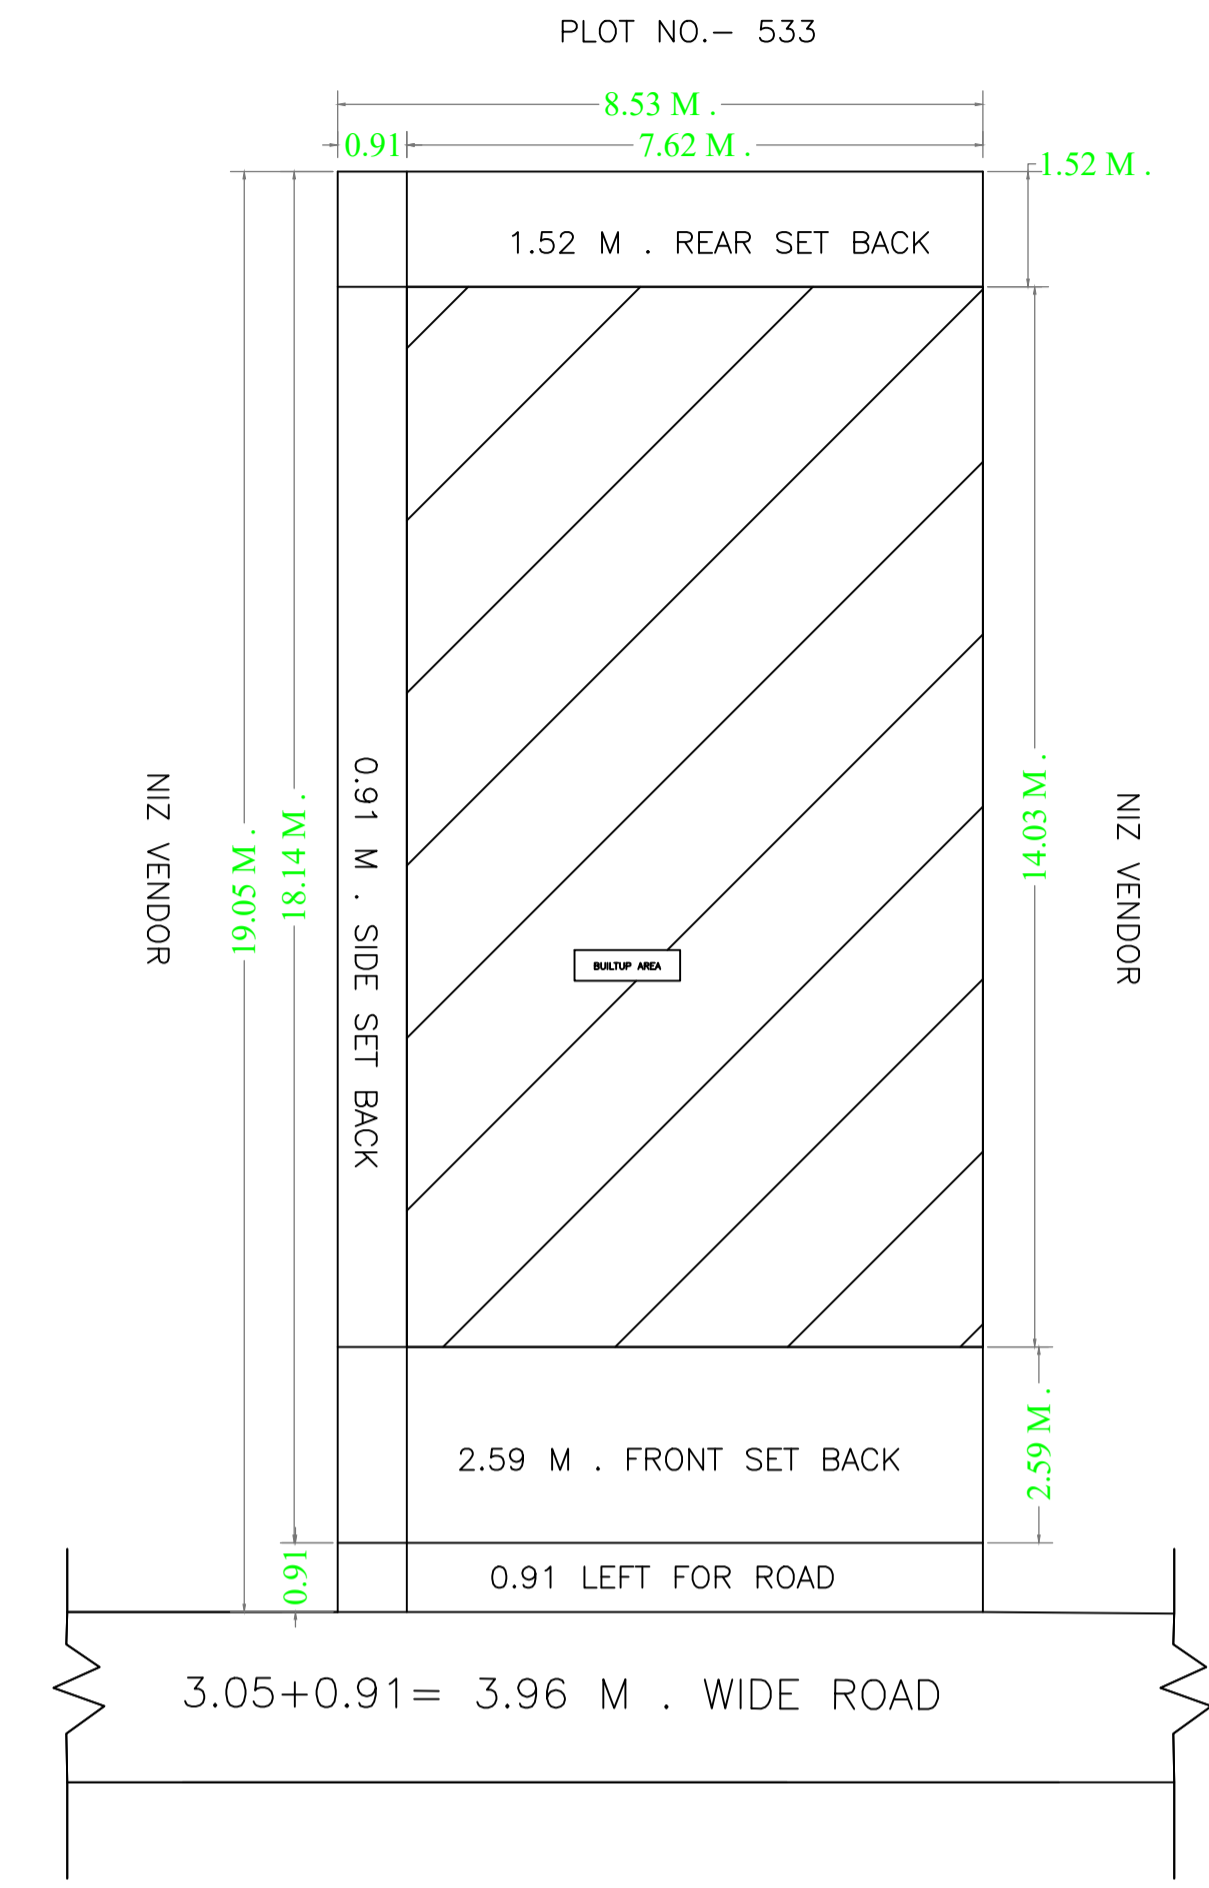 PLOT NO.- 533
8.53 M .
0.91
7.62 M .
1.52 M .
1.52 M . REAR SET BACK
NIZ VENDOR
19.05 M .
18.14 M .
0.91 M . SIDE SET BACK
BUILTUP AREA
14.03 M .
NIZ VENDOR
2.59 M . FRONT SET BACK
2.59 M .
0.91
0.91 LEFT FOR ROAD
3.05+0.91= 3.96 M . WIDE ROAD